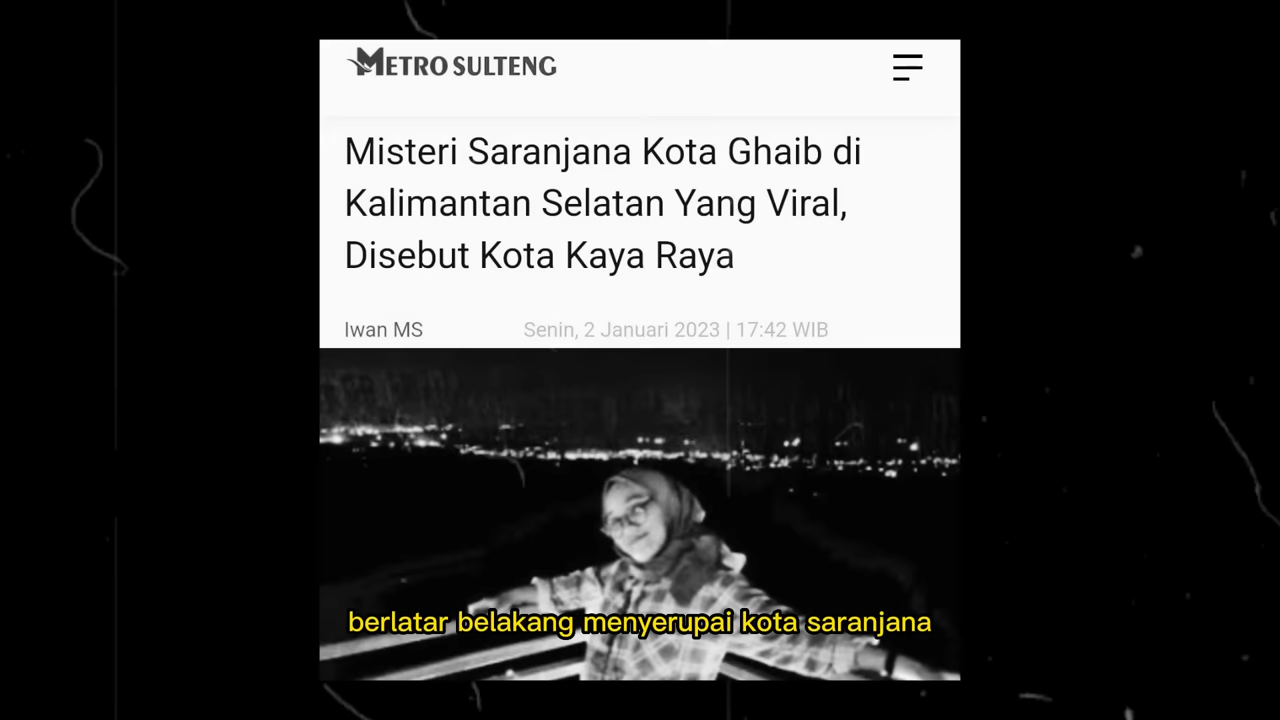 METRO SULTENG
Misteri Saranjana Kota Ghaib di
Kalimantan Selatan Yang Viral,
Disebut Kota Kaya Raya
Iwan MS
Senin, 2 Januari 2023 | 17:42 WIB
berlatar belakang menyerupai kota saranjana